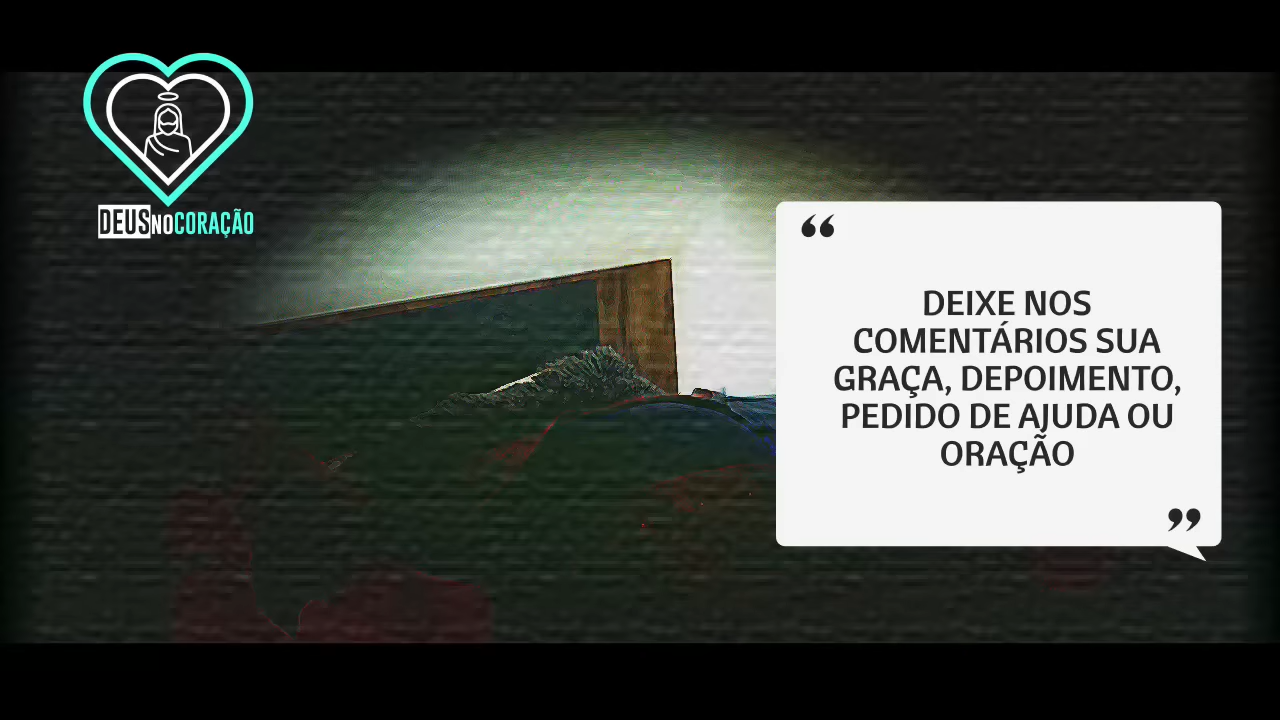 DEUSNOCORAÇÃO
“
DEIXE NOS
COMENTÁRIOS SUA
GRAÇA, DEPOIMENTO,
PEDIDO DE AJUDA OU
ORAÇÃO
”